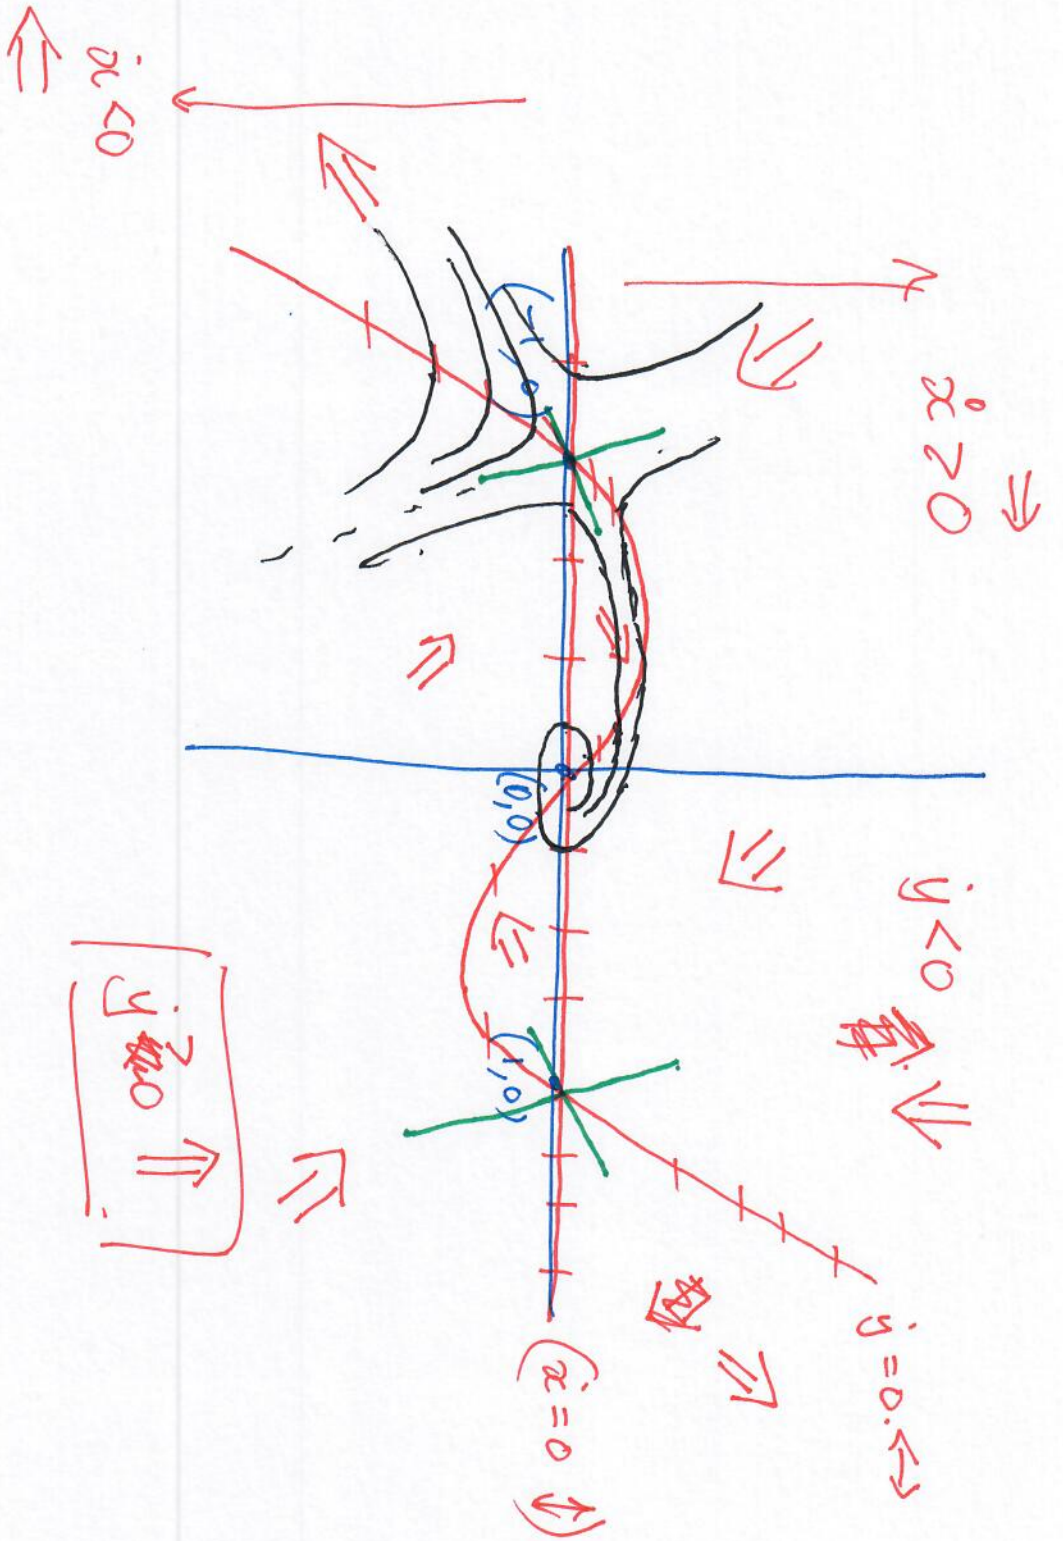 ẋ > 0 ⇒
ẏ < 0 ⇓
ẏ = 0. ↔
(-1, 0)
(0,0)
(1,0)
(ẋ = 0 ↕)
ẋ < 0 ⇐
ẏ > 0 ⇑